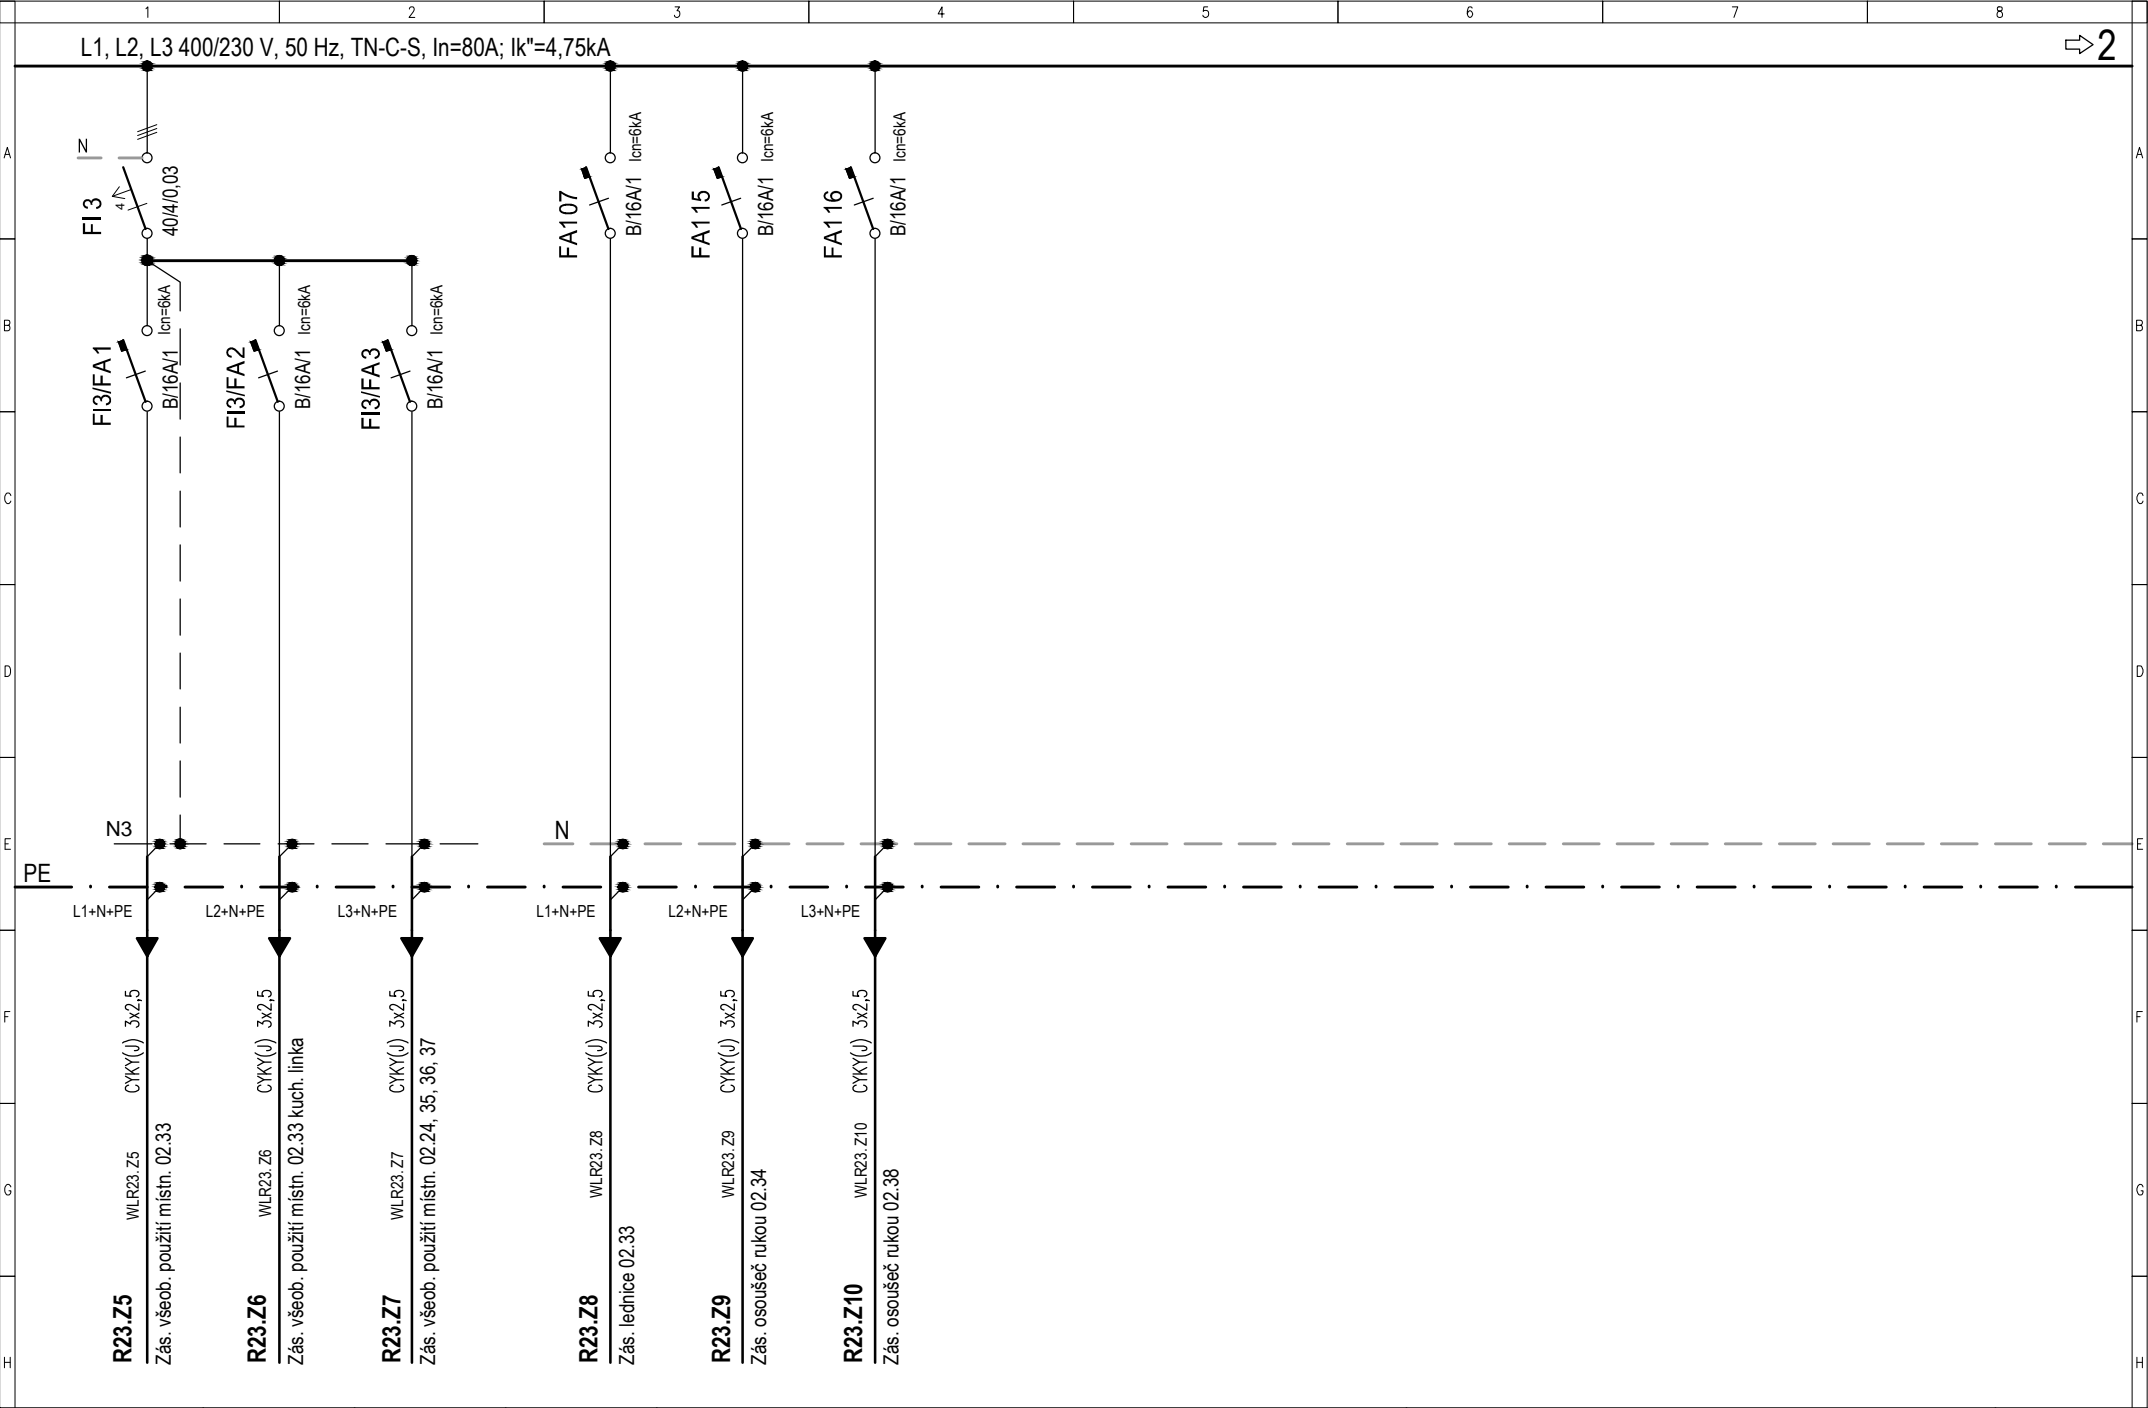 1 2 3 4 5 6 7 8
L1, L2, L3 400/230 V, 50 Hz, TN-C-S, In=80A; Ik"=4,75kA
2
A
N
FI 3
4
40/4/0,03
FA107
B/16A/1 Icn=6kA
FA115
B/16A/1 Icn=6kA
FA116
B/16A/1 Icn=6kA
A
B
FI3/FA1
B/16A/1 Icn=6kA
FI3/FA2
B/16A/1 Icn=6kA
FI3/FA3
B/16A/1 Icn=6kA
B
C
C
D
D
E
N3
N
E
PE
L1+N+PE
L2+N+PE
L3+N+PE
L1+N+PE
L2+N+PE
L3+N+PE
F
F
G
G
H
H
R23.Z5
WLR23.Z5 CYKY(J) 3x2,5
Zás. všeob. použití místn. 02.33
R23.Z6
WLR23.Z6 CYKY(J) 3x2,5
Zás. všeob. použití místn. 02.33 kuch. linka
R23.Z7
WLR23.Z7 CYKY(J) 3x2,5
Zás. všeob. použití místn. 02.24, 35, 36, 37
R23.Z8
WLR23.Z8 CYKY(J) 3x2,5
Zás. lednice 02.33
R23.Z9
WLR23.Z9 CYKY(J) 3x2,5
Zás. osoušeč rukou 02.34
R23.Z10
WLR23.Z10 CYKY(J) 3x2,5
Zás. osoušeč rukou 02.38